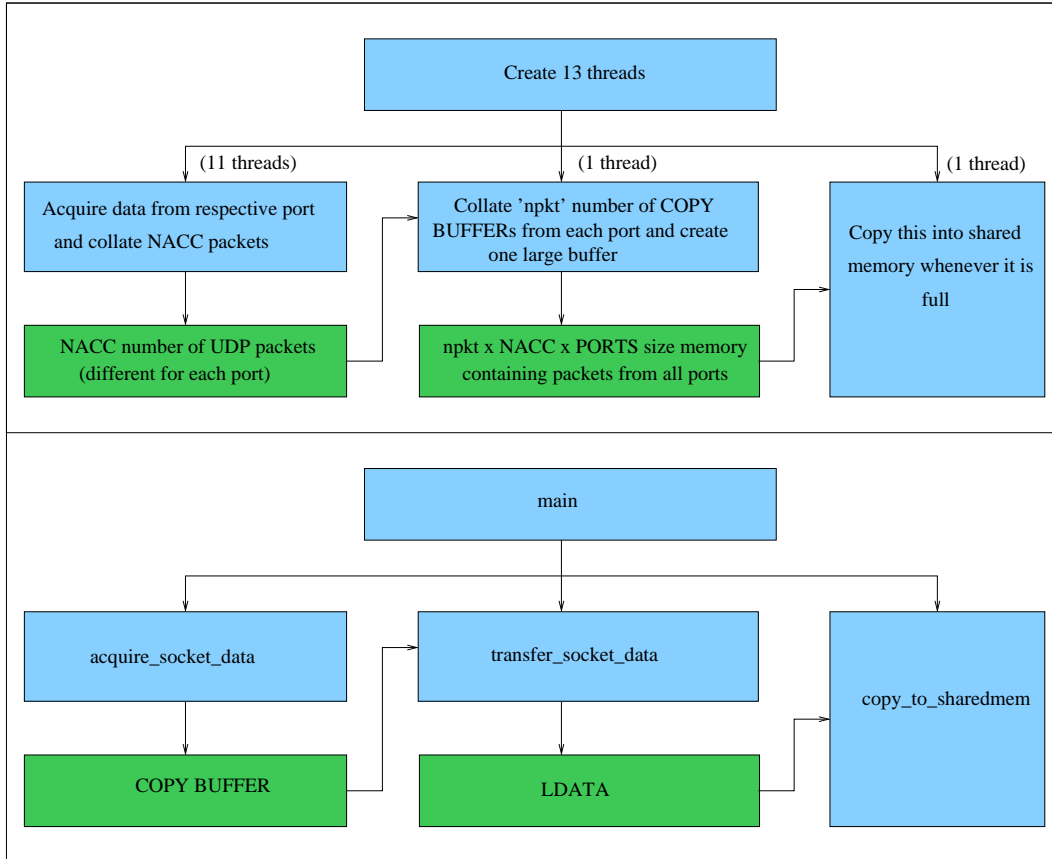 Create 13 threads
(11 threads)
(1 thread)
(1 thread)
Acquire data from respective port
and collate NACC packets
Collate 'npkt' number of COPY
BUFFERs from each port and create
one large buffer
Copy this into shared
memory whenever it is
full
NACC number of UDP packets
(different for each port)
npkt x NACC x PORTS size memory
containing packets from all ports
main
acquire_socket_data
transfer_socket_data
copy_to_sharedmem
COPY BUFFER
LDATA